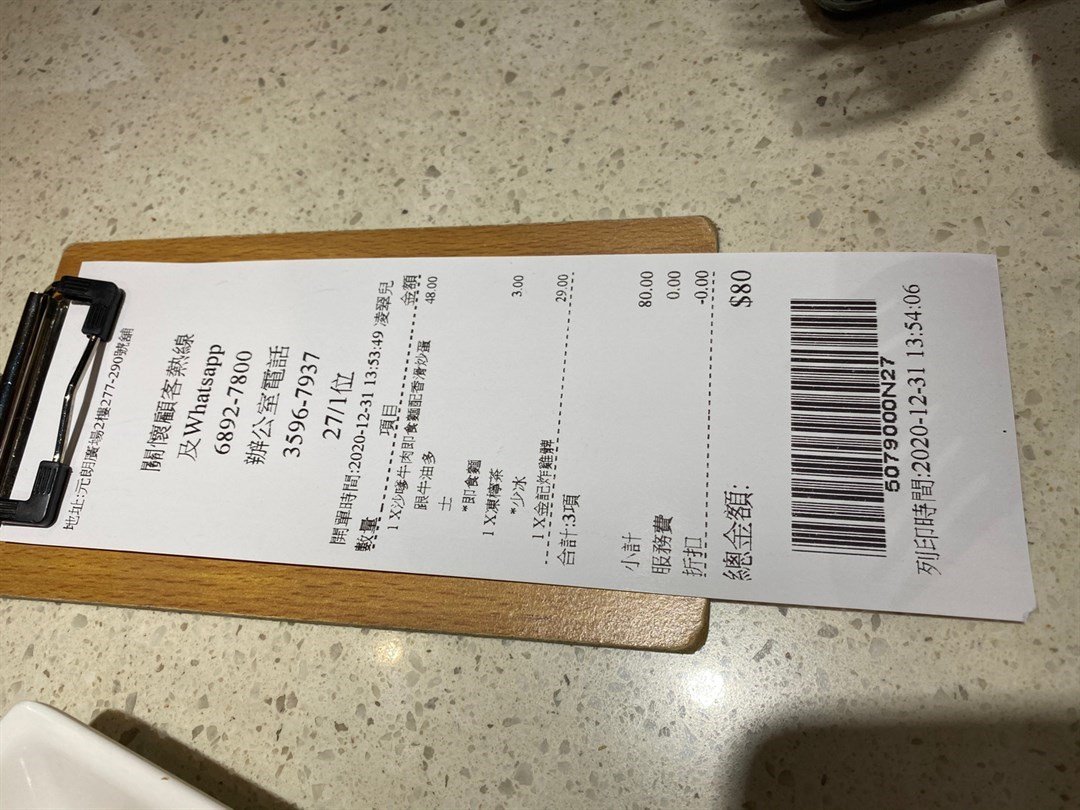 地址:元朗廣場2樓277-290號舖
關懷顧客熱線
及Whatsapp
6892-7800
辦公室電話
3596-7937
27/1位
開單時間:2020-12-31 13:53:49 凌翠兒
數量 項目 金額
1 X沙嗲牛肉即食麵配香滑炒蛋 48.00
跟牛油多
士
*即食麵
1 X凍檸茶 3.00
*少冰
1 X金記炸雞髀 29.00
合計:3項
小計 80.00
服務費 0.00
折扣 -0.00
總金額: $80
5079000N27
列印時間:2020-12-31 13:54:06